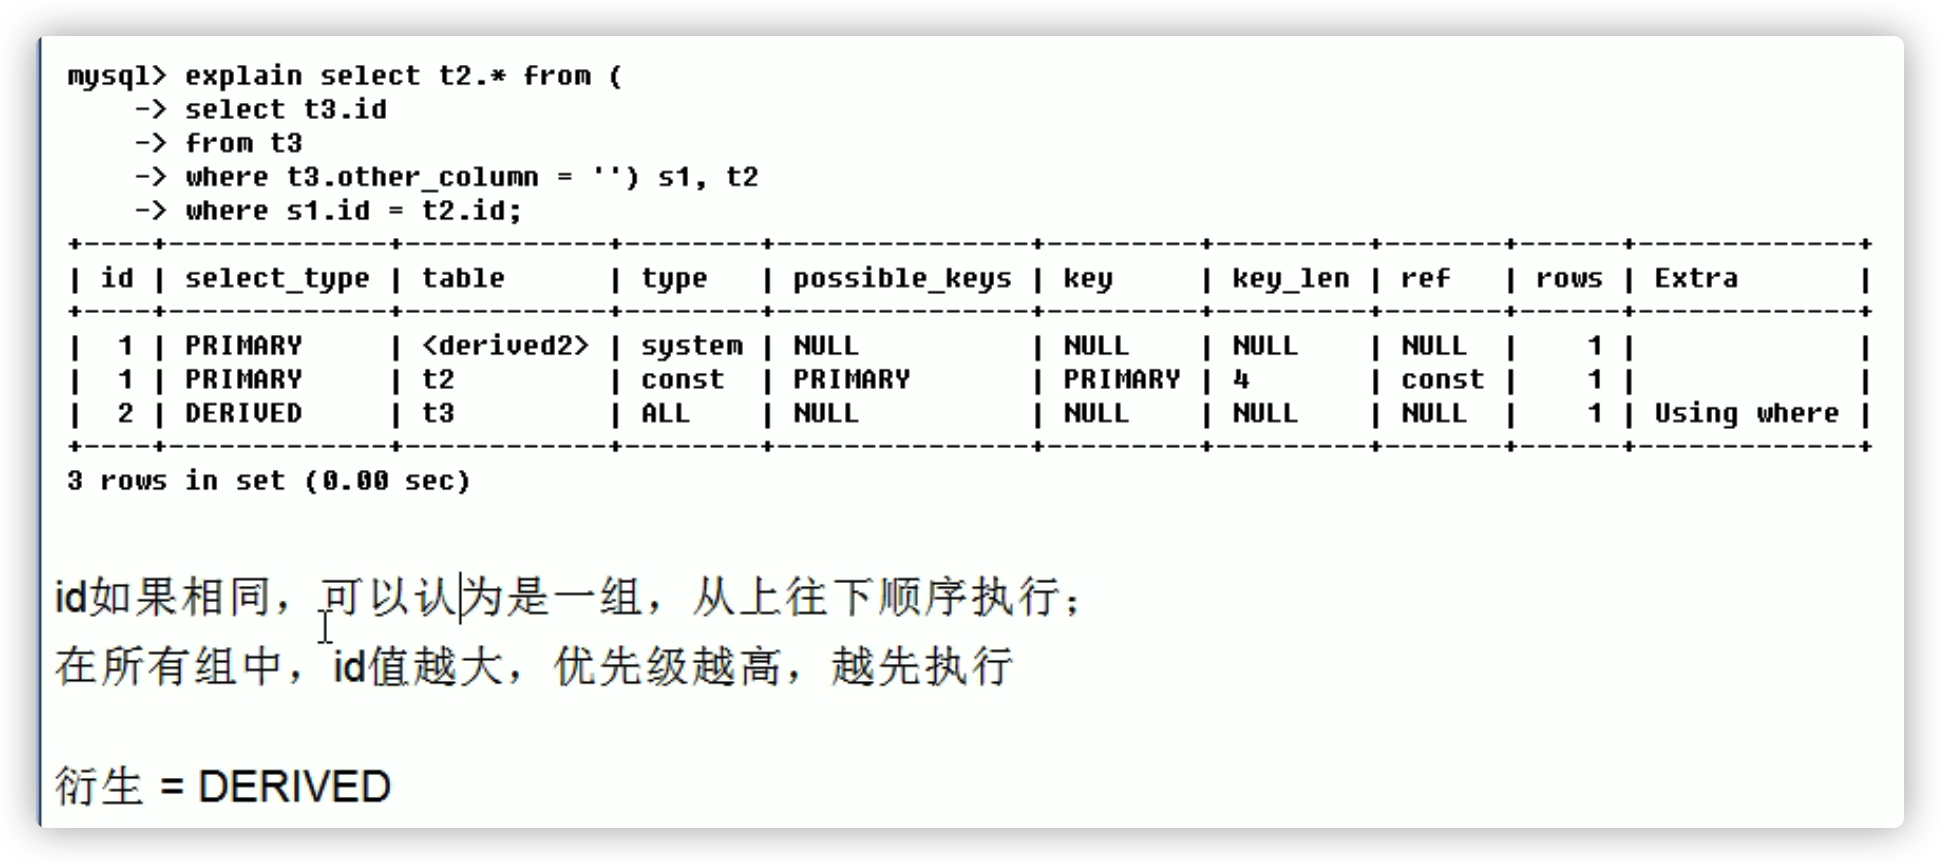 mysql> explain select t2.* from (
    -> select t3.id
    -> from t3
    -> where t3.other_column = '') s1, t2
    -> where s1.id = t2.id;
+----+-------------+------------+--------+---------------+---------+---------+-------+------+-------------+
| id | select_type | table      | type   | possible_keys | key     | key_len | ref   | rows | Extra       |
+----+-------------+------------+--------+---------------+---------+---------+-------+------+-------------+
|  1 | PRIMARY     | <derived2> | system | NULL          | NULL    | NULL    | NULL  |    1 |             |
|  1 | PRIMARY     | t2         | const  | PRIMARY       | PRIMARY | 4       | const |    1 |             |
|  2 | DERIVED     | t3         | ALL    | NULL          | NULL    | NULL    | NULL  |    1 | Using where |
+----+-------------+------------+--------+---------------+---------+---------+-------+------+-------------+
3 rows in set (0.00 sec)
id如果相同，可以认为是一组，从上往下顺序执行；
在所有组中，id值越大，优先级越高，越先执行
衍生 = DERIVED